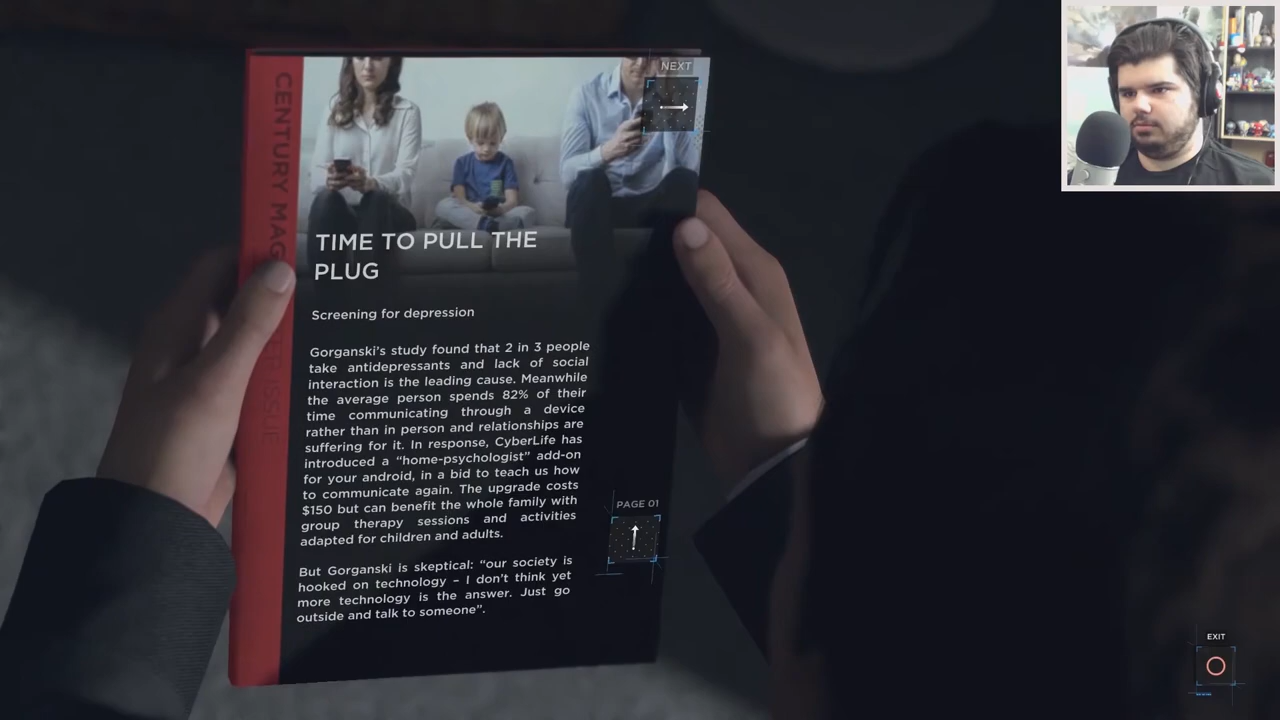 NEXT
CENTURY MAG
ER ISSUE
TIME TO PULL THE
PLUG
Screening for depression
Gorganski's study found that 2 in 3 people
take antidepressants and lack of social
interaction is the leading cause. Meanwhile
the average person spends 82% of their
time communicating through a device
rather than in person and relationships are
suffering for it. In response, CyberLife has
introduced a “home-psychologist” add-on
for your android, in a bid to teach us how
to communicate again. The upgrade costs
$150 but can benefit the whole family with
group therapy sessions and activities
adapted for children and adults.
But Gorganski is skeptical: “our society is
hooked on technology – I don't think yet
more technology is the answer. Just go
outside and talk to someone”.
PAGE 01
EXIT